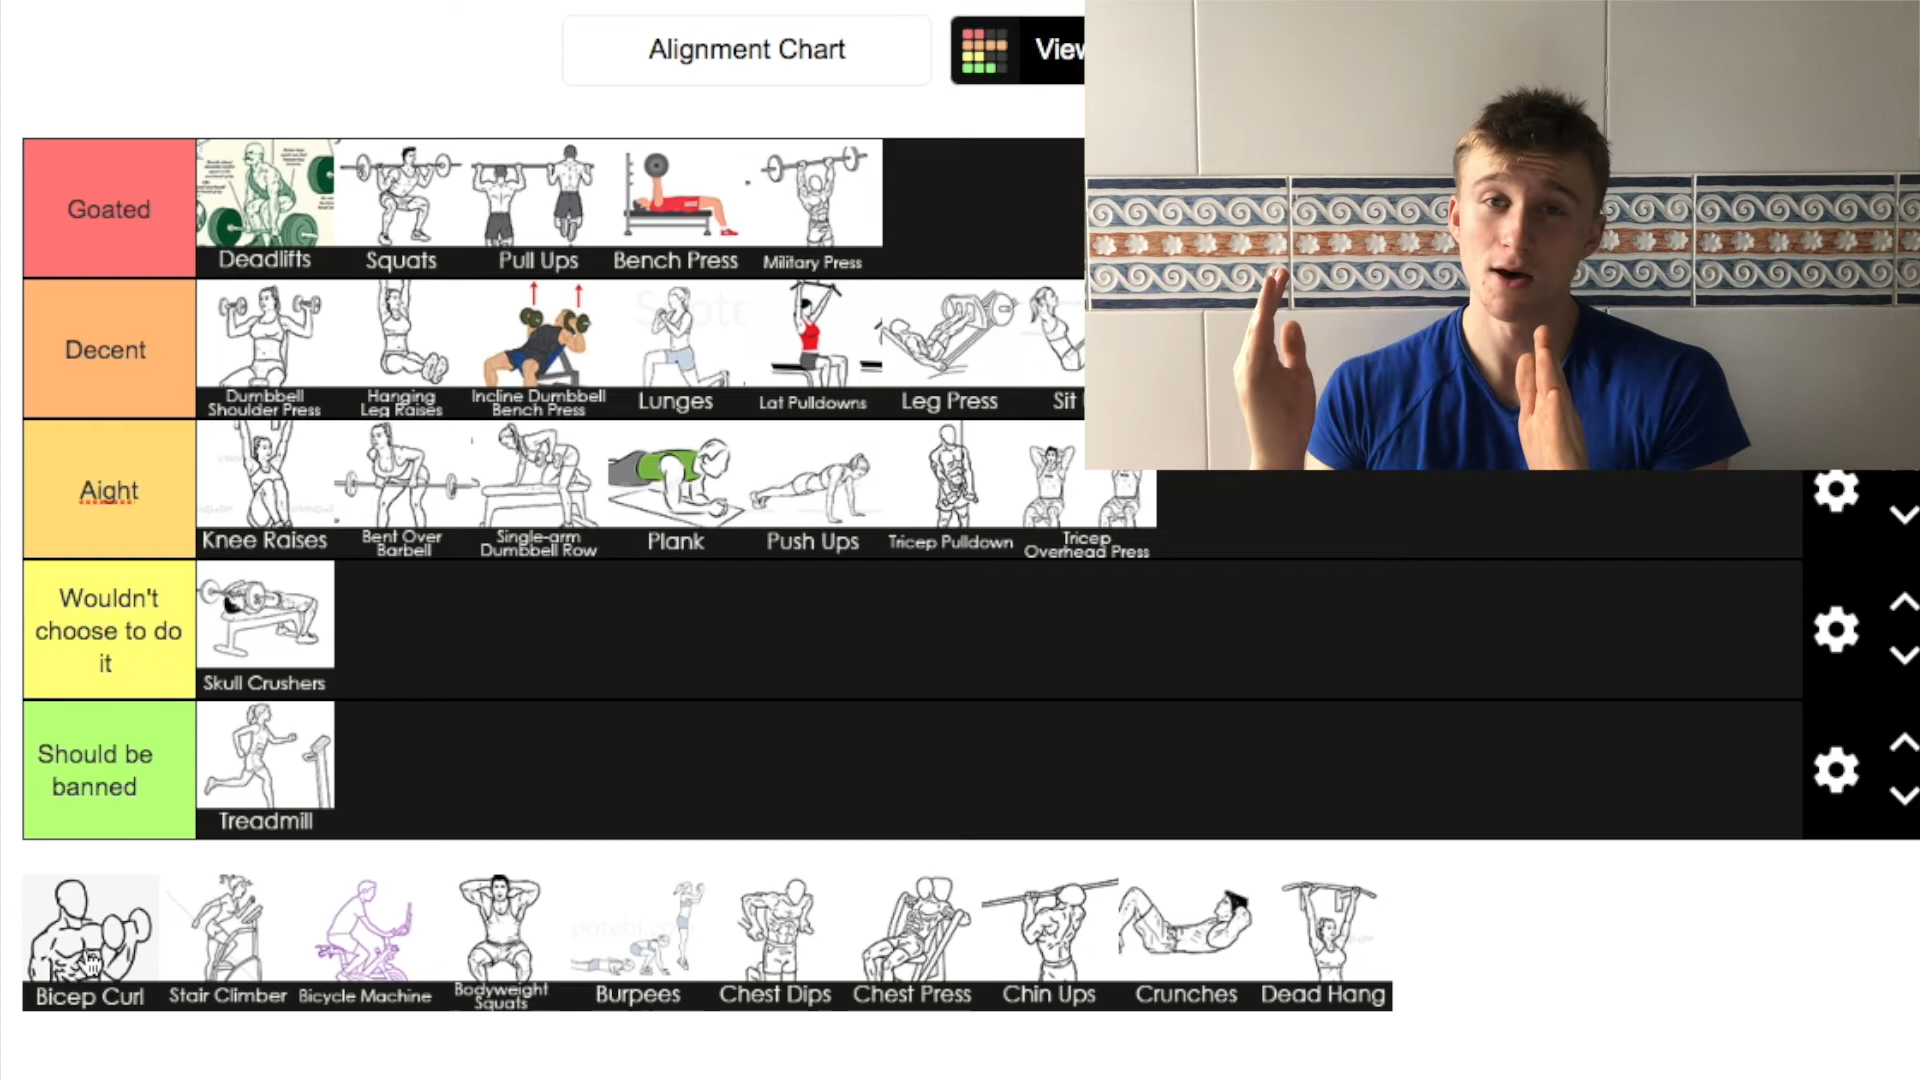 Alignment Chart
View
Goated
Deadlifts
Squats
Pull Ups
Bench Press
Military Press
Decent
Dumbbell
Shoulder Press
Hanging
Leg Raises
Incline Dumbbell
Bench Press
Lunges
Lat Pulldowns
Leg Press
Sit
Aight
Knee Raises
Bent Over
Barbell
Single-arm
Dumbbell Row
Plank
Push Ups
Tricep Pulldown
Tricep
Overhead Press
Wouldn't
choose to do
it
Skull Crushers
Should be
banned
Treadmill
Bicep Curl
Stair Climber
Bicycle Machine
Bodyweight
Squats
Burpees
Chest Dips
Chest Press
Chin Ups
Crunches
Dead Hang